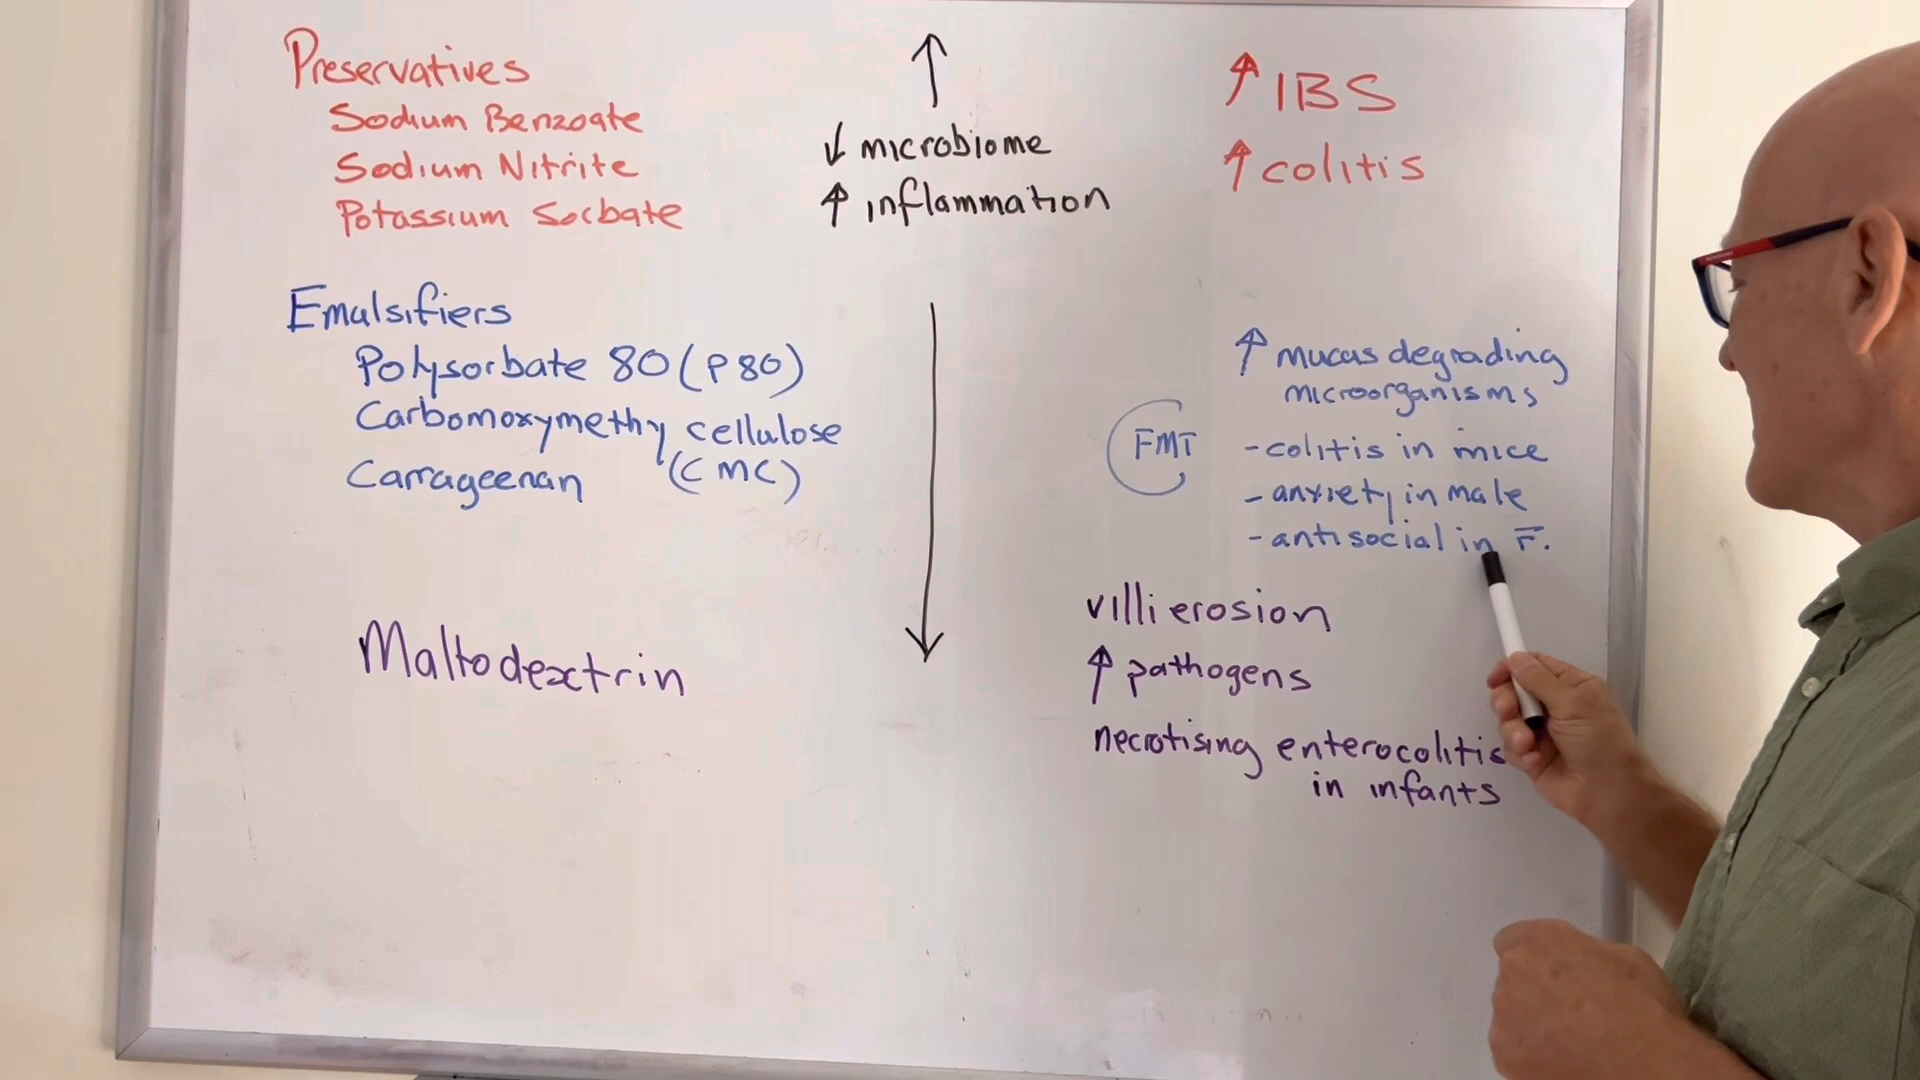 Preservatives
Sodium Benzoate
Sodium Nitrite
Potassium Sorbate
↑
↓ microbiome
↑ inflammation
↑ IBS
↑ colitis
Emulsifiers
Polysorbate 80 (P80)
Carbomoxymethy cellulose
(CMC)
Carrageenan
FMT
↑ mucus degrading
microorganisms
- colitis in mice
- anxiety in male
- antisocial in F.
Maltodextrin
villi erosion
↑ pathogens
necrotising enterocolitis
in infants